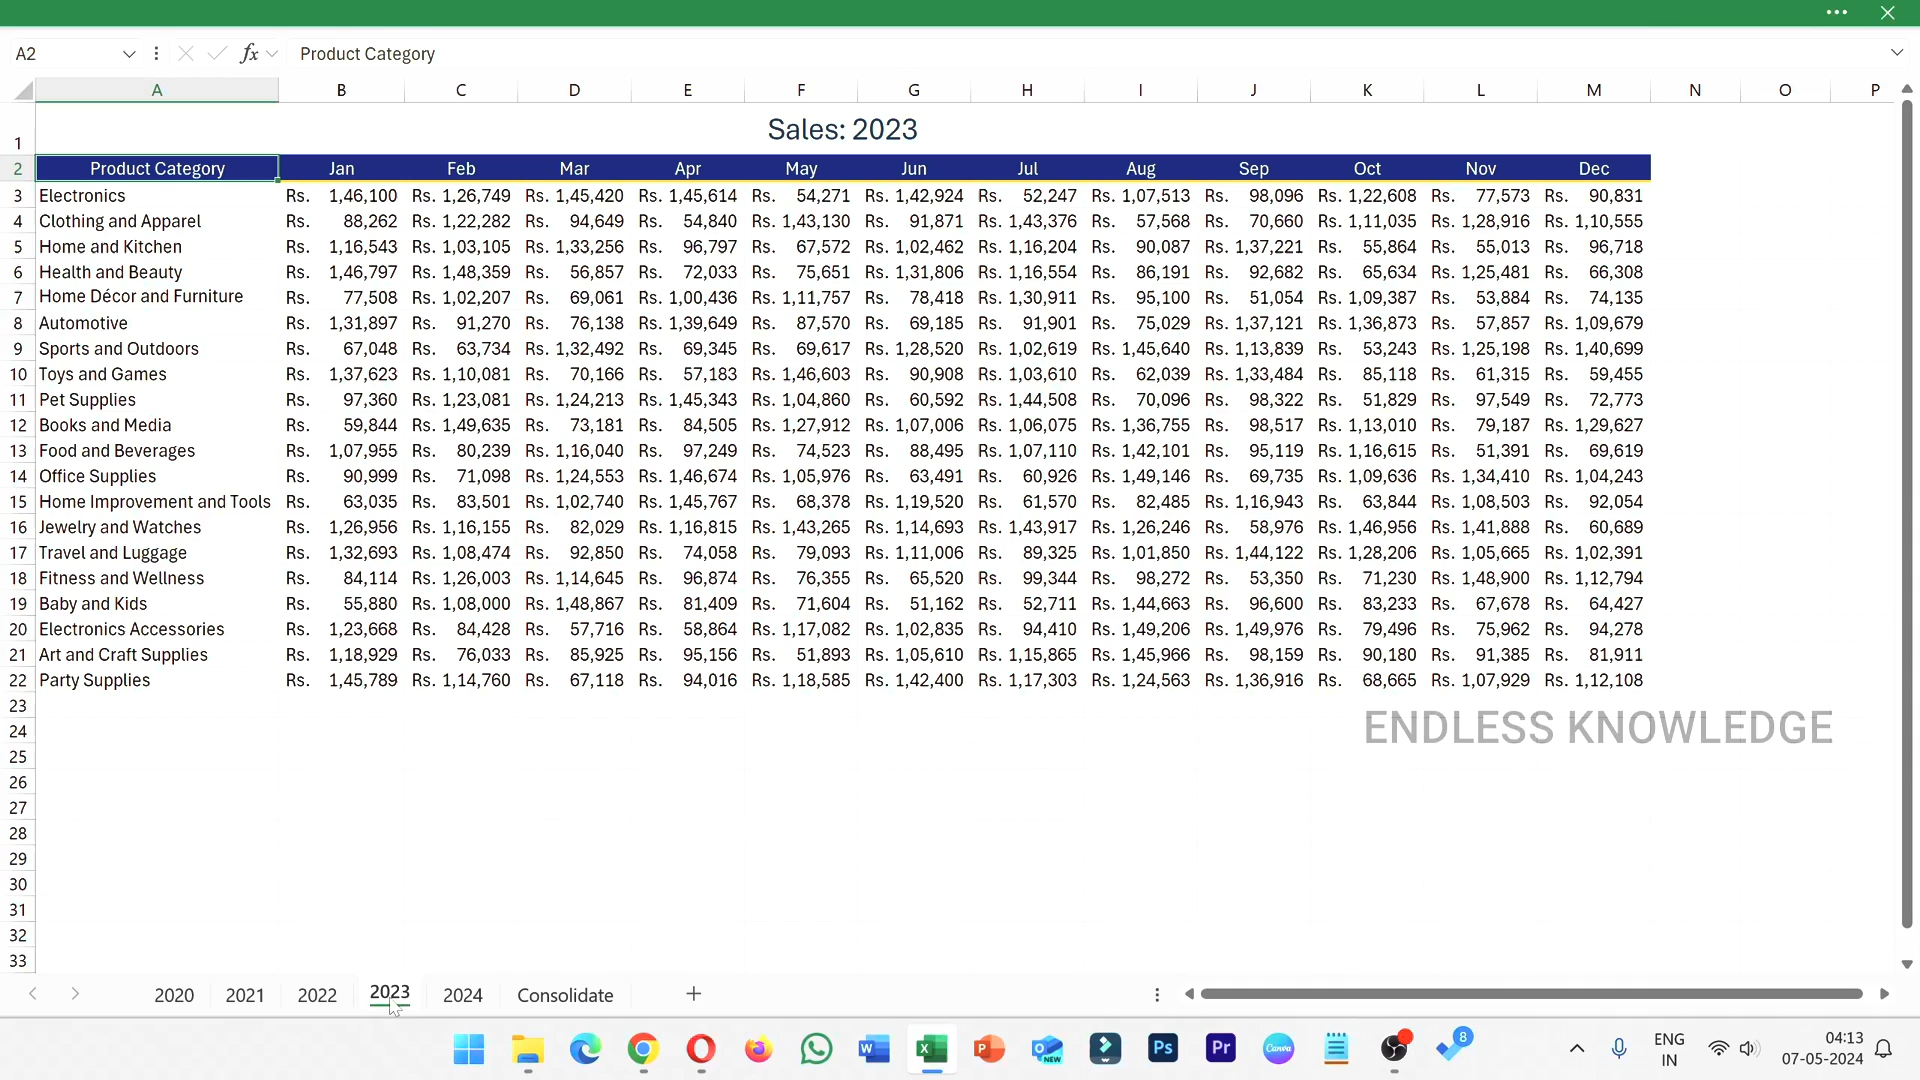 A2 fx Product Category
A B C D E F G H I J K L M N O P
1 Sales: 2023
2 Product Category Jan Feb Mar Apr May Jun Jul Aug Sep Oct Nov Dec
3 Electronics Rs. 1,46,100 Rs. 1,26,749 Rs. 1,45,420 Rs. 1,45,614 Rs. 54,271 Rs. 1,42,924 Rs. 52,247 Rs. 1,07,513 Rs. 98,096 Rs. 1,22,608 Rs. 77,573 Rs. 90,831
4 Clothing and Apparel Rs. 88,262 Rs. 1,22,282 Rs. 94,649 Rs. 54,840 Rs. 1,43,130 Rs. 91,871 Rs. 1,43,376 Rs. 57,568 Rs. 70,660 Rs. 1,11,035 Rs. 1,28,916 Rs. 1,10,555
5 Home and Kitchen Rs. 1,16,543 Rs. 1,03,105 Rs. 1,33,256 Rs. 96,797 Rs. 67,572 Rs. 1,02,462 Rs. 1,16,204 Rs. 90,087 Rs. 1,37,221 Rs. 55,864 Rs. 55,013 Rs. 96,718
6 Health and Beauty Rs. 1,46,797 Rs. 1,48,359 Rs. 56,857 Rs. 72,033 Rs. 75,651 Rs. 1,31,806 Rs. 1,16,554 Rs. 86,191 Rs. 92,682 Rs. 65,634 Rs. 1,25,481 Rs. 66,308
7 Home Décor and Furniture Rs. 77,508 Rs. 1,02,207 Rs. 69,061 Rs. 1,00,436 Rs. 1,11,757 Rs. 78,418 Rs. 1,30,911 Rs. 95,100 Rs. 51,054 Rs. 1,09,387 Rs. 53,884 Rs. 74,135
8 Automotive Rs. 1,31,897 Rs. 91,270 Rs. 76,138 Rs. 1,39,649 Rs. 87,570 Rs. 69,185 Rs. 91,901 Rs. 75,029 Rs. 1,37,121 Rs. 1,36,873 Rs. 57,857 Rs. 1,09,679
9 Sports and Outdoors Rs. 67,048 Rs. 63,734 Rs. 1,32,492 Rs. 69,345 Rs. 69,617 Rs. 1,28,520 Rs. 1,02,619 Rs. 1,45,640 Rs. 1,13,839 Rs. 53,243 Rs. 1,25,198 Rs. 1,40,699
10 Toys and Games Rs. 1,37,623 Rs. 1,10,081 Rs. 70,166 Rs. 57,183 Rs. 1,46,603 Rs. 90,908 Rs. 1,03,610 Rs. 62,039 Rs. 1,33,484 Rs. 85,118 Rs. 61,315 Rs. 59,455
11 Pet Supplies Rs. 97,360 Rs. 1,23,081 Rs. 1,24,213 Rs. 1,45,343 Rs. 1,04,860 Rs. 60,592 Rs. 1,44,508 Rs. 70,096 Rs. 98,322 Rs. 51,829 Rs. 97,549 Rs. 72,773
12 Books and Media Rs. 59,844 Rs. 1,49,635 Rs. 73,181 Rs. 84,505 Rs. 1,27,912 Rs. 1,07,006 Rs. 1,06,075 Rs. 1,36,755 Rs. 98,517 Rs. 1,13,010 Rs. 79,187 Rs. 1,29,627
13 Food and Beverages Rs. 1,07,955 Rs. 80,239 Rs. 1,16,040 Rs. 97,249 Rs. 74,523 Rs. 88,495 Rs. 1,07,110 Rs. 1,42,101 Rs. 95,119 Rs. 1,16,615 Rs. 51,391 Rs. 69,619
14 Office Supplies Rs. 90,999 Rs. 71,098 Rs. 1,24,553 Rs. 1,46,674 Rs. 1,05,976 Rs. 63,491 Rs. 60,926 Rs. 1,49,146 Rs. 69,735 Rs. 1,09,636 Rs. 1,34,410 Rs. 1,04,243
15 Home Improvement and Tools Rs. 63,035 Rs. 83,501 Rs. 1,02,740 Rs. 1,45,767 Rs. 68,378 Rs. 1,19,520 Rs. 61,570 Rs. 82,485 Rs. 1,16,943 Rs. 63,844 Rs. 1,08,503 Rs. 92,054
16 Jewelry and Watches Rs. 1,26,956 Rs. 1,16,155 Rs. 82,029 Rs. 1,16,815 Rs. 1,43,265 Rs. 1,14,693 Rs. 1,43,917 Rs. 1,26,246 Rs. 58,976 Rs. 1,46,956 Rs. 1,41,888 Rs. 60,689
17 Travel and Luggage Rs. 1,32,693 Rs. 1,08,474 Rs. 92,850 Rs. 74,058 Rs. 79,093 Rs. 1,11,006 Rs. 89,325 Rs. 1,01,850 Rs. 1,44,122 Rs. 1,28,206 Rs. 1,05,665 Rs. 1,02,391
18 Fitness and Wellness Rs. 84,114 Rs. 1,26,003 Rs. 1,14,645 Rs. 96,874 Rs. 76,355 Rs. 65,520 Rs. 99,344 Rs. 98,272 Rs. 53,350 Rs. 71,230 Rs. 1,48,900 Rs. 1,12,794
19 Baby and Kids Rs. 55,880 Rs. 1,08,000 Rs. 1,48,867 Rs. 81,409 Rs. 71,604 Rs. 51,162 Rs. 52,711 Rs. 1,44,663 Rs. 96,600 Rs. 83,233 Rs. 67,678 Rs. 64,427
20 Electronics Accessories Rs. 1,23,668 Rs. 84,428 Rs. 57,716 Rs. 58,864 Rs. 1,17,082 Rs. 1,02,835 Rs. 94,410 Rs. 1,49,206 Rs. 1,49,976 Rs. 79,496 Rs. 75,962 Rs. 94,278
21 Art and Craft Supplies Rs. 1,18,929 Rs. 76,033 Rs. 85,925 Rs. 95,156 Rs. 51,893 Rs. 1,05,610 Rs. 1,15,865 Rs. 1,45,966 Rs. 98,159 Rs. 90,180 Rs. 91,385 Rs. 81,911
22 Party Supplies Rs. 1,45,789 Rs. 1,14,760 Rs. 67,118 Rs. 94,016 Rs. 1,18,585 Rs. 1,42,400 Rs. 1,17,303 Rs. 1,24,563 Rs. 1,36,916 Rs. 68,665 Rs. 1,07,929 Rs. 1,12,108
23
24 ENDLESS KNOWLEDGE
25
26
27
28
29
30
31
32
33
2020 2021 2022 2023 2024 Consolidate
W X P O NEW Ps Pr Canva 8 ENG 04:13
IN 07-05-2024